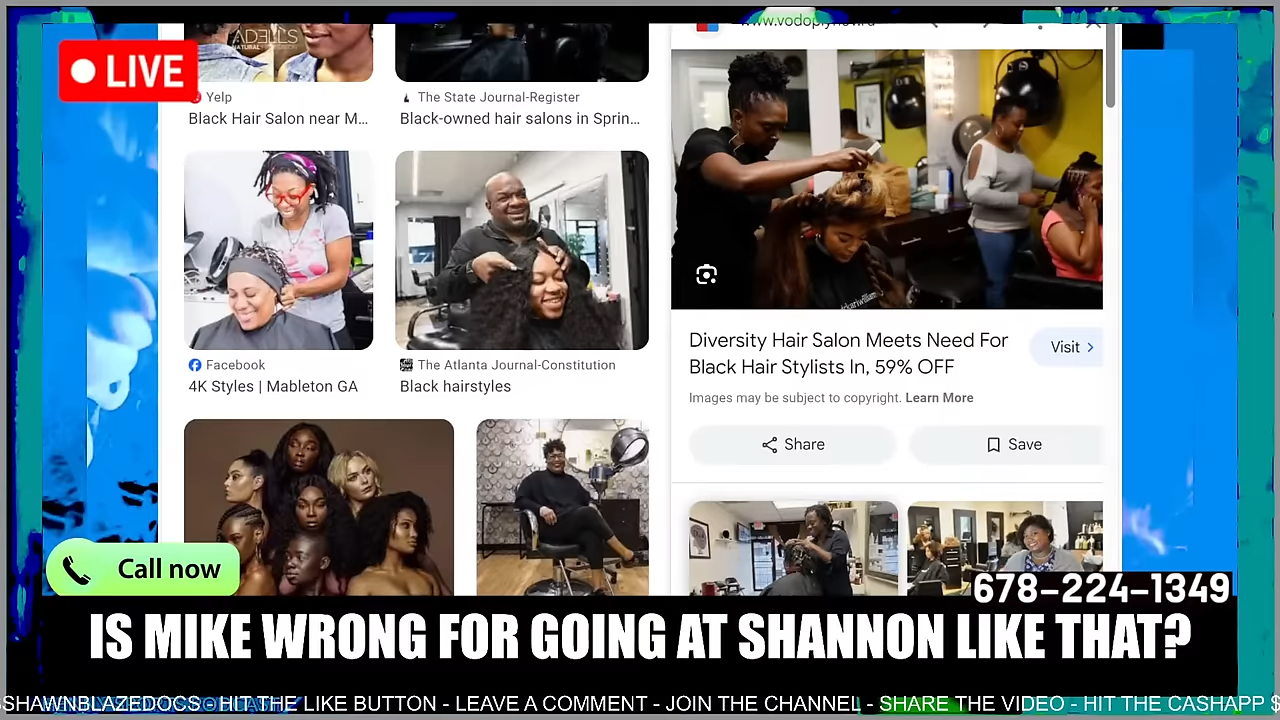 ADELLS
LIVE
Yelp
Black Hair Salon near M...
The State Journal-Register
Black-owned hair salons in Sprin...
www.vodoplynov.ru
Facebook
4K Styles | Mableton GA
The Atlanta Journal-Constitution
Black hairstyles
Diversity Hair Salon Meets Need For
Black Hair Stylists In, 59% OFF
Visit
Images may be subject to copyright. Learn More
Share
Save
Call now
678-224-1349
IS MIKE WRONG FOR GOING AT SHANNON LIKE THAT?
SHAWNBLAZEDOCS - HIT THE LIKE BUTTON - LEAVE A COMMENT - JOIN THE CHANNEL - SHARE THE VIDEO - HIT THE CASHAPP $